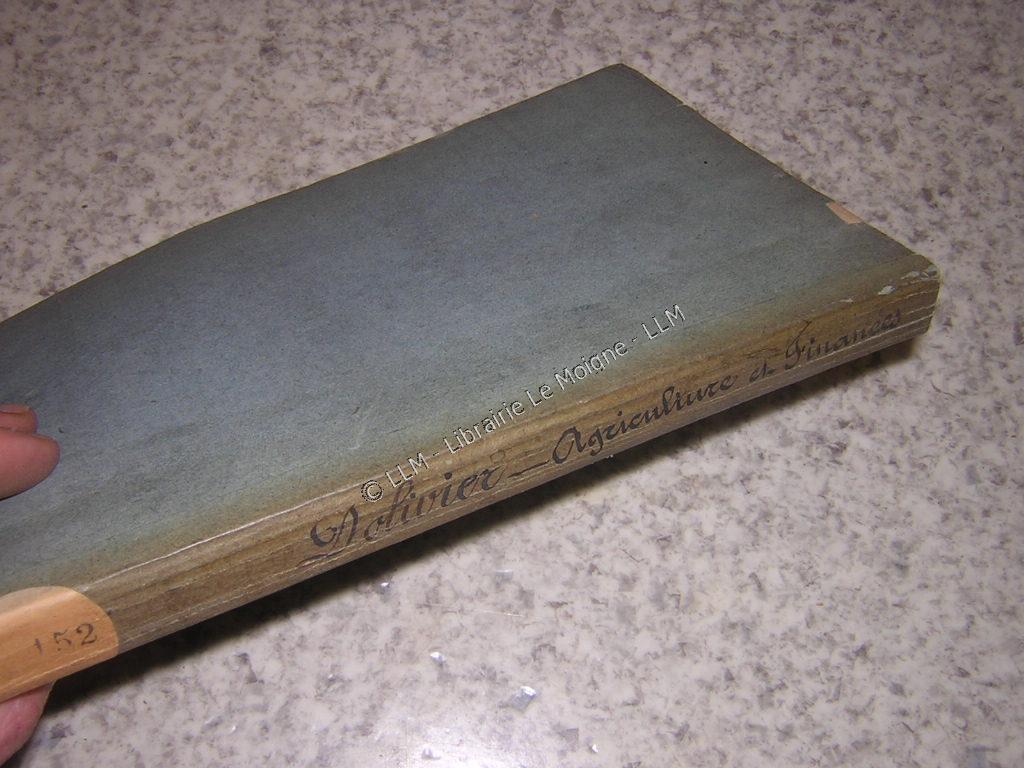 © LLM - Librairie Le Moigne - LLM
Dolivier — Agriculture et Finances
152